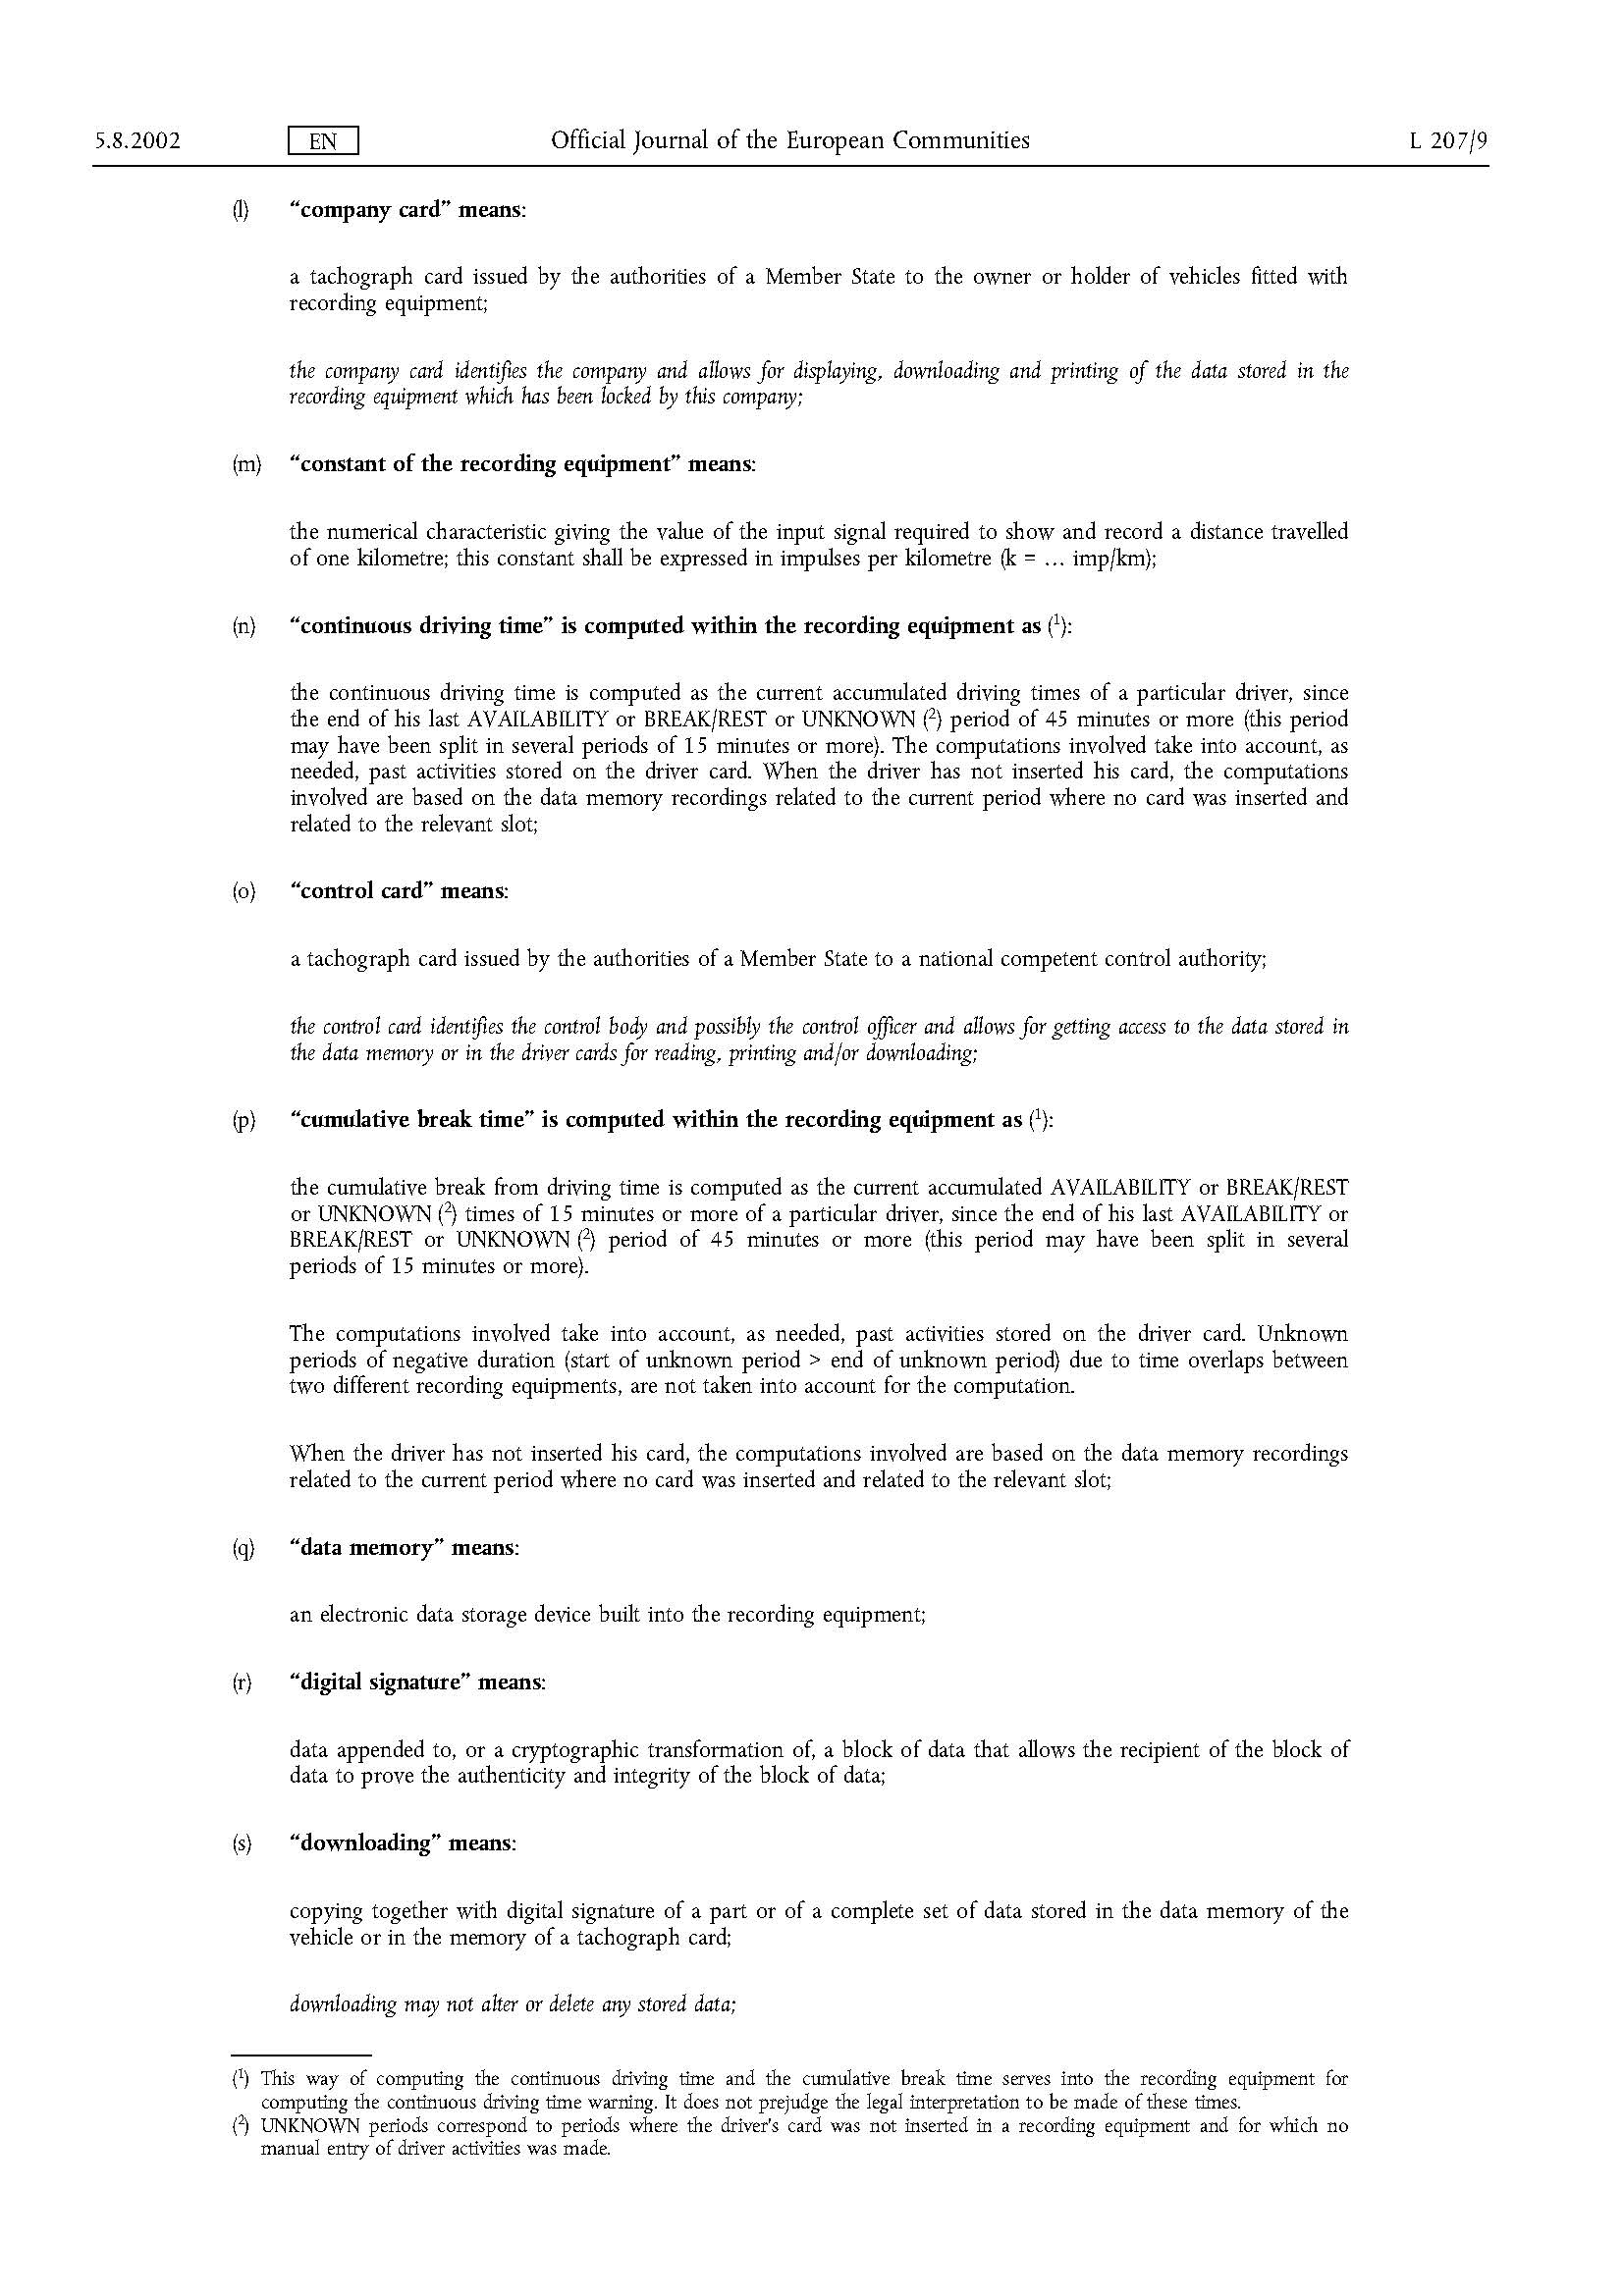 5.8.2002 EN Official Journal of the European Communities L 207/9
(l) “company card” means:
a tachograph card issued by the authorities of a Member State to the owner or holder of vehicles fitted with
recording equipment;
the company card identifies the company and allows for displaying, downloading and printing of the data stored in the
recording equipment which has been locked by this company;
(m) “constant of the recording equipment” means:
the numerical characteristic giving the value of the input signal required to show and record a distance travelled
of one kilometre; this constant shall be expressed in impulses per kilometre (k = … imp/km);
(n) “continuous driving time” is computed within the recording equipment as (¹):
the continuous driving time is computed as the current accumulated driving times of a particular driver, since
the end of his last AVAILABILITY or BREAK/REST or UNKNOWN (²) period of 45 minutes or more (this period
may have been split in several periods of 15 minutes or more). The computations involved take into account, as
needed, past activities stored on the driver card. When the driver has not inserted his card, the computations
involved are based on the data memory recordings related to the current period where no card was inserted and
related to the relevant slot;
(o) “control card” means:
a tachograph card issued by the authorities of a Member State to a national competent control authority;
the control card identifies the control body and possibly the control officer and allows for getting access to the data stored in
the data memory or in the driver cards for reading, printing and/or downloading;
(p) “cumulative break time” is computed within the recording equipment as (¹):
the cumulative break from driving time is computed as the current accumulated AVAILABILITY or BREAK/REST
or UNKNOWN (²) times of 15 minutes or more of a particular driver, since the end of his last AVAILABILITY or
BREAK/REST or UNKNOWN (²) period of 45 minutes or more (this period may have been split in several
periods of 15 minutes or more).
The computations involved take into account, as needed, past activities stored on the driver card. Unknown
periods of negative duration (start of unknown period > end of unknown period) due to time overlaps between
two different recording equipments, are not taken into account for the computation.
When the driver has not inserted his card, the computations involved are based on the data memory recordings
related to the current period where no card was inserted and related to the relevant slot;
(q) “data memory” means:
an electronic data storage device built into the recording equipment;
(r) “digital signature” means:
data appended to, or a cryptographic transformation of, a block of data that allows the recipient of the block of
data to prove the authenticity and integrity of the block of data;
(s) “downloading” means:
copying together with digital signature of a part or of a complete set of data stored in the data memory of the
vehicle or in the memory of a tachograph card;
downloading may not alter or delete any stored data;
(¹) This way of computing the continuous driving time and the cumulative break time serves into the recording equipment for
computing the continuous driving time warning. It does not prejudge the legal interpretation to be made of these times.
(²) UNKNOWN periods correspond to periods where the driver's card was not inserted in a recording equipment and for which no
manual entry of driver activities was made.